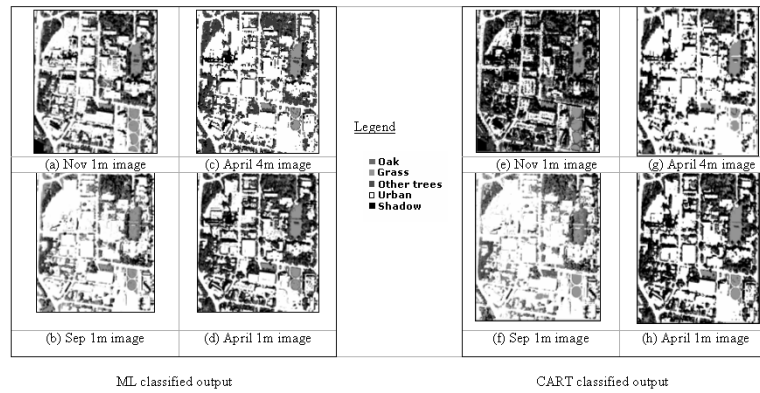 (a) Nov 1m image
(c) April 4m image
(b) Sep 1m image
(d) April 1m image
ML classified output
Legend
Oak
Grass
Other trees
Urban
Shadow
(e) Nov 1m image
(g) April 4m image
(f) Sep 1m image
(h) April 1m image
CART classified output